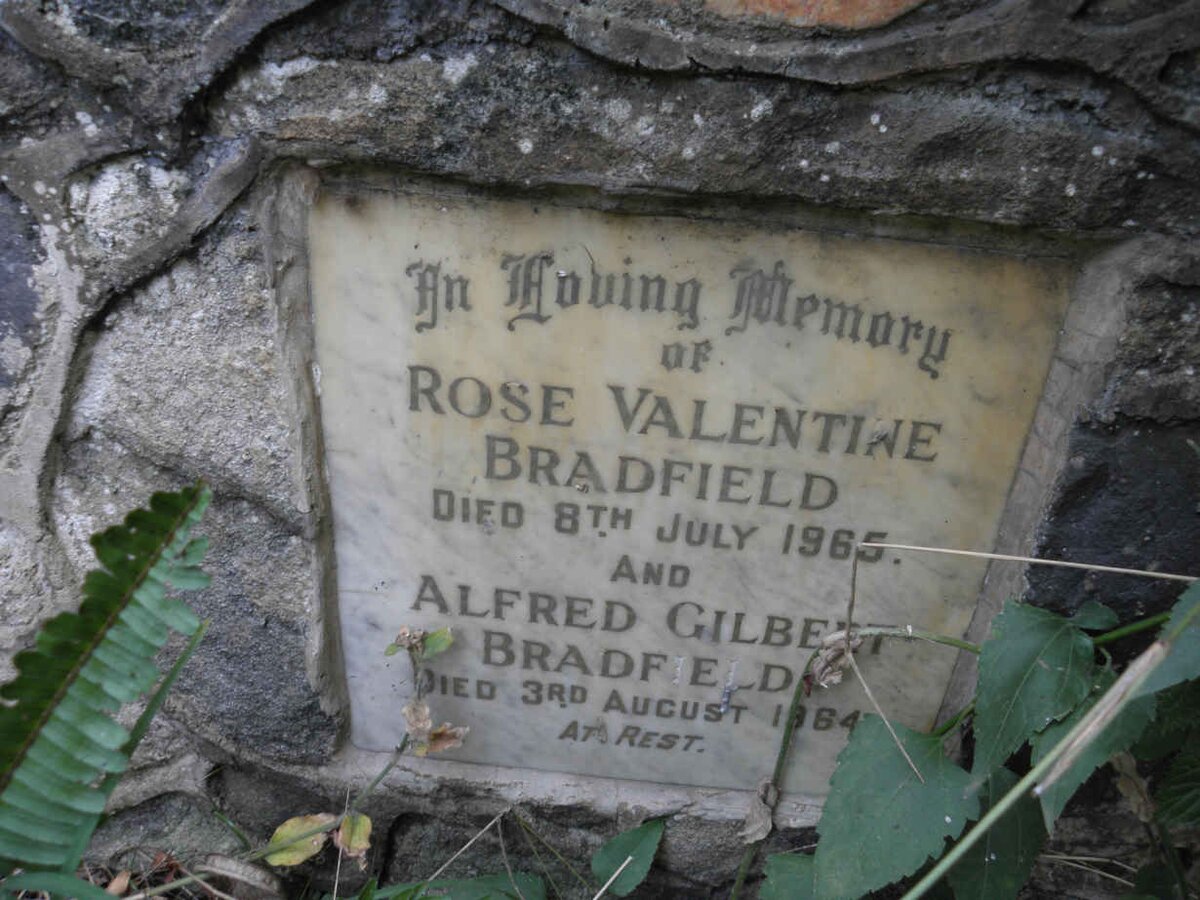 In Loving Memory
OF
ROSE VALENTINE
BRADFIELD
DIED 8TH JULY 1965.
AND
ALFRED GILBERT
BRADFIELD
DIED 3RD AUGUST 1964
AT REST.